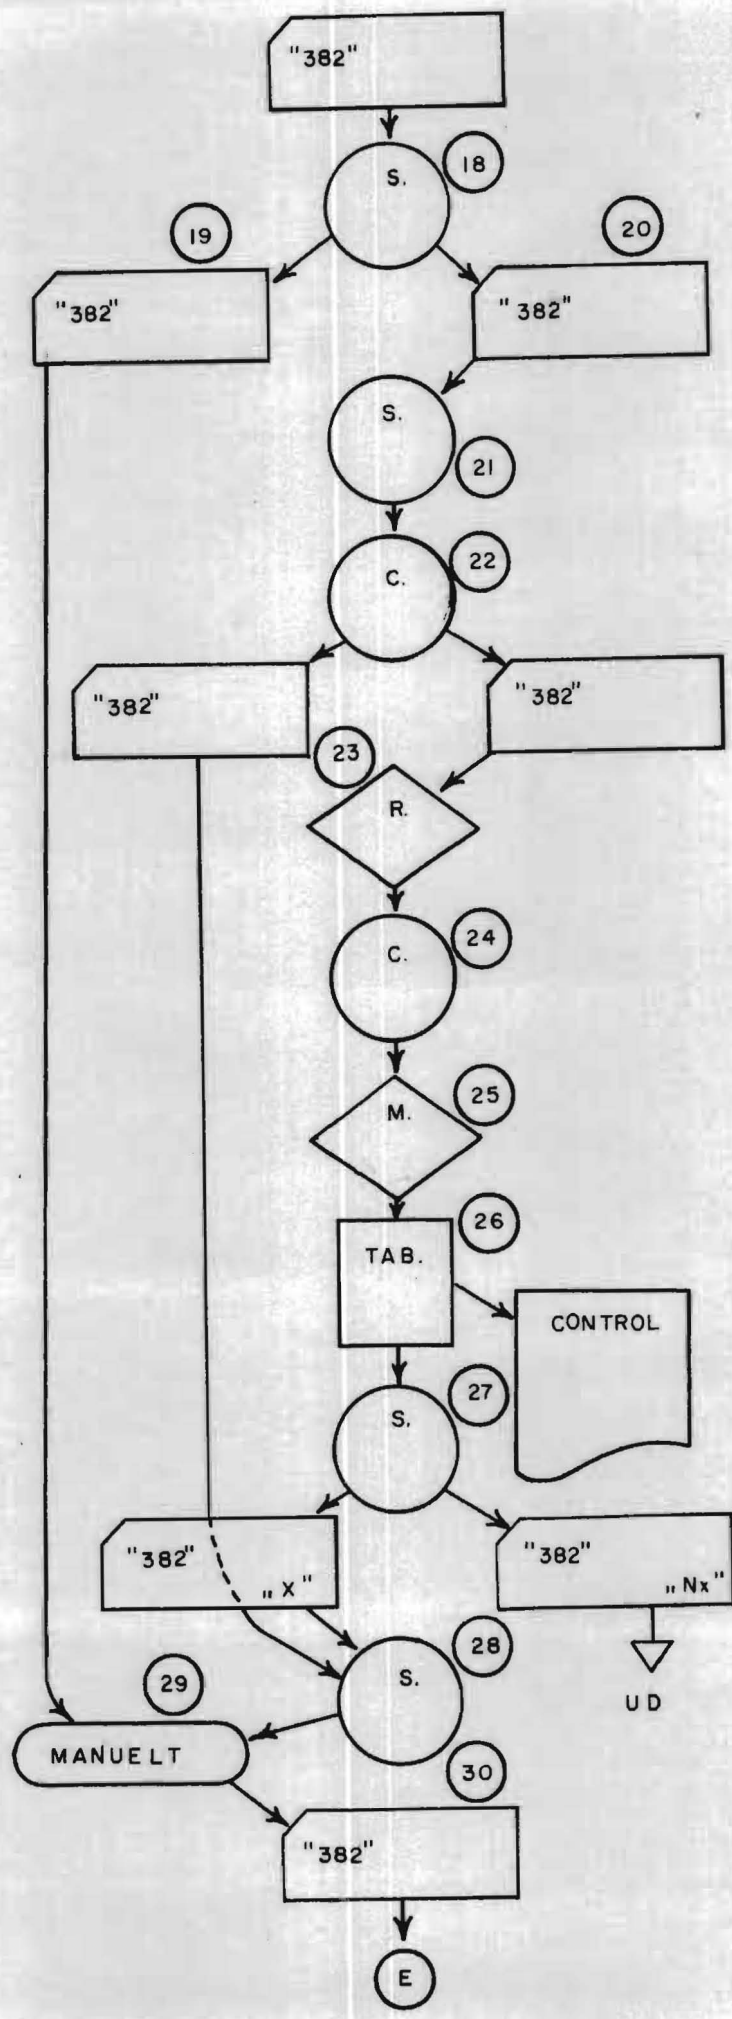 "382"
S.
18
19
20
"382"
"382"
S.
21
C.
22
"382"
"382"
23
R.
C.
24
M.
25
TAB.
26
CONTROL
S.
27
"382"
"X"
"382"
"Nx"
S.
28
UD
29
MANUELT
30
"382"
E